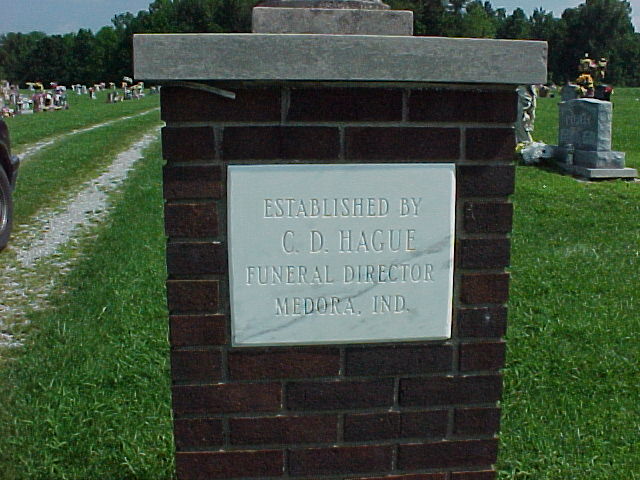 ESTABLISHED BY
C. D. HAGUE
FUNERAL DIRECTOR
MEDORA, IND.